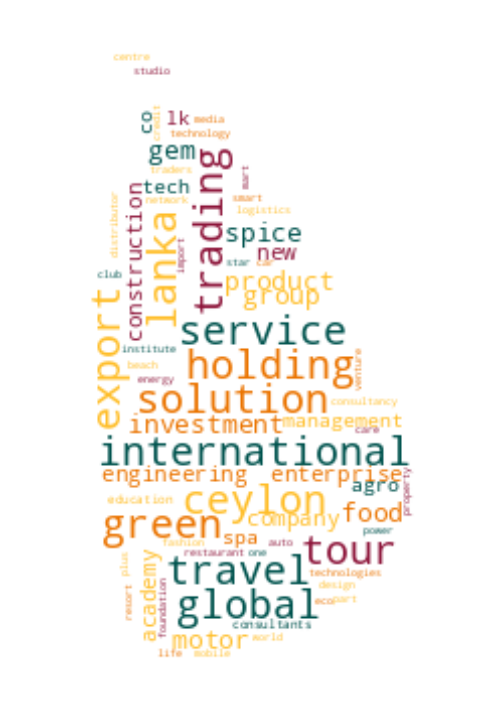 centre
studio
co
credit
lk
media
technology
gem
traders
trading
mart
tech
network
construction
distributor
lanka
import
smart
logistics
spice
new
star
car
club
product
group
export
service
institute
holding
venture
beach
energy
solution
consultancy
investment
management
care
international
engineering
enterprise
agro
property
education
ceylon
company
food
green
power
spa
fashion
restaurant
one
auto
tour
plus
academy
travel
technologies
design
resort
foundation
global
eco
part
consultants
motor
world
life
mobile